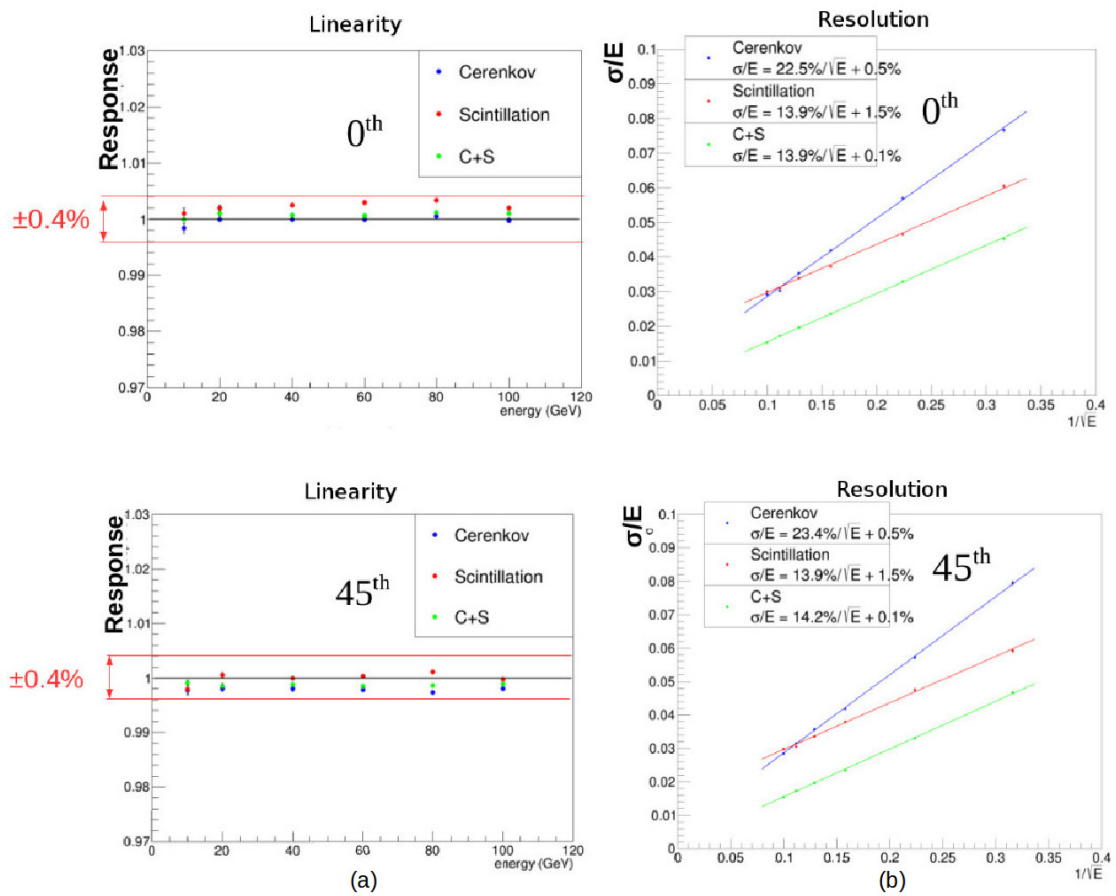 Linearity
Response
1.03
1.02
1.01
1
0.99
0.98
0.97
Cerenkov
Scintillation
C+S
0th
±0.4%
0 20 40 60 80 100 120
energy (GeV)
Resolution
σ/E
0.1
0.09
0.08
0.07
0.06
0.05
0.04
0.03
0.02
0.01
0
Cerenkov
σ/E = 22.5%/√E + 0.5%
Scintillation
σ/E = 13.9%/√E + 1.5%
C+S
σ/E = 13.9%/√E + 0.1%
0th
0 0.05 0.1 0.15 0.2 0.25 0.3 0.35 0.4
1/√E
Linearity
Response
1.03
1.02
1.01
1
0.99
0.98
0.97
Cerenkov
Scintillation
C+S
45th
±0.4%
0 20 40 60 80 100 120
energy (GeV)
(a)
Resolution
σ/E
σ
0.1
0.09
0.08
0.07
0.06
0.05
0.04
0.03
0.02
0.01
0
Cerenkov
σ/E = 23.4%/√E + 0.5%
Scintillation
σ/E = 13.9%/√E + 1.5%
C+S
σ/E = 14.2%/√E + 0.1%
45th
0 0.05 0.1 0.15 0.2 0.25 0.3 0.35 0.4
1/√E
(b)